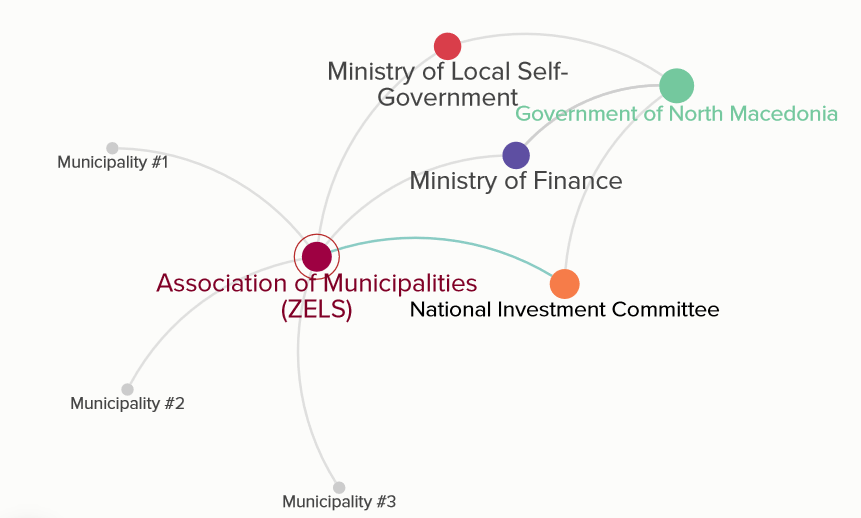 Ministry of Local Self-
Government
Government of North Macedonia
Municipality #1
Ministry of Finance
Association of Municipalities
(ZELS)
National Investment Committee
Municipality #2
Municipality #3